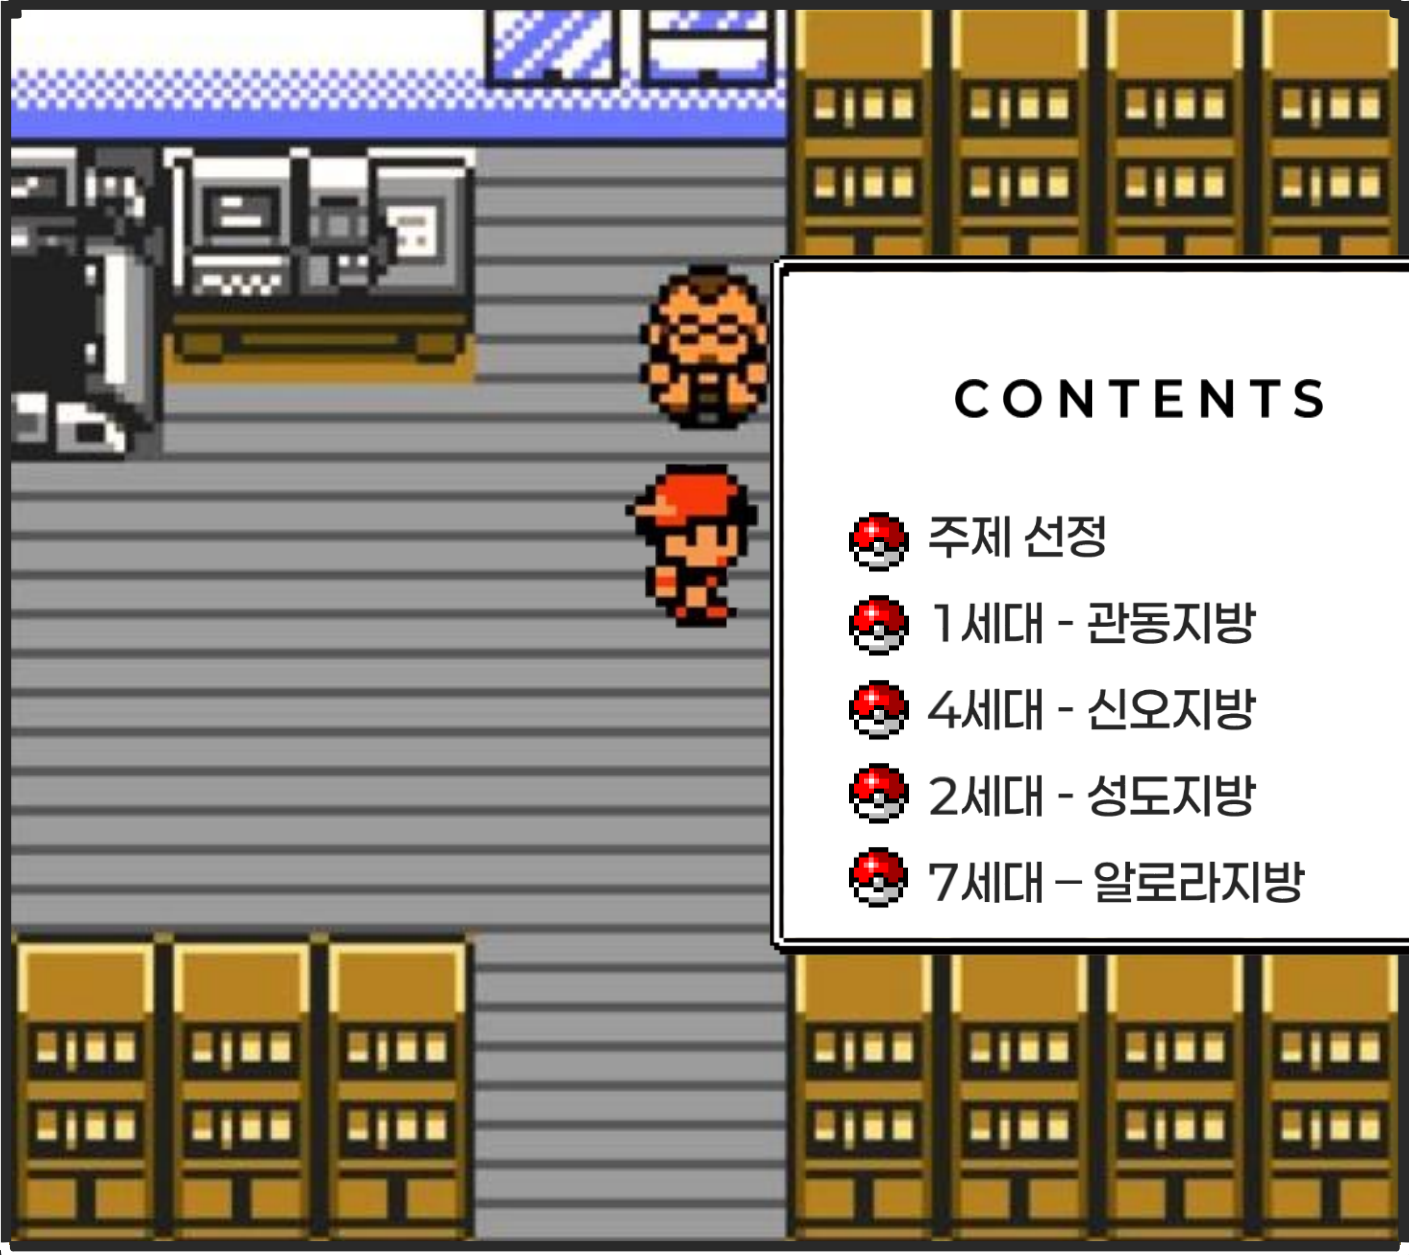 CONTENTS
주제 선정
1세대 - 관동지방
4세대 - 신오지방
2세대 - 성도지방
7세대 – 알로라지방